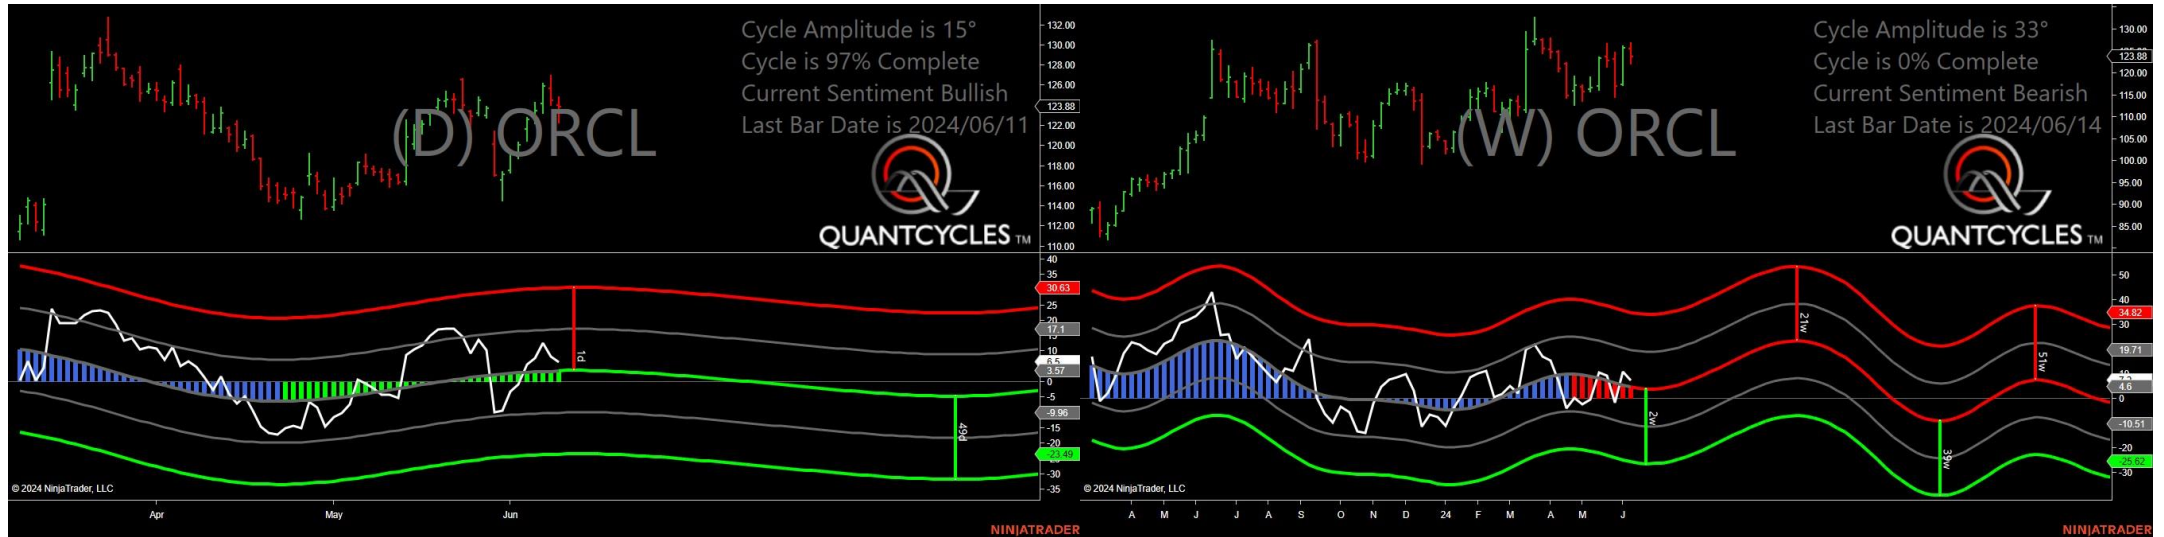 Cycle Amplitude is 15°
Cycle is 97% Complete
Current Sentiment Bullish
Last Bar Date is 2024/06/11
(D) ORCL
QUANTCYCLES TM
132.00
130.00
128.00
126.00
123.88
122.00
120.00
118.00
116.00
114.00
112.00
110.00
40
35
30.63
25
20
17.1
10
6.5
3.57
0
-5
-9.96
-15
-20
-23.49
-30
-35
1d
49d
© 2024 NinjaTrader, LLC
Apr May Jun
NINJATRADER
Cycle Amplitude is 33°
Cycle is 0% Complete
Current Sentiment Bearish
Last Bar Date is 2024/06/14
(W) ORCL
QUANTCYCLES TM
130.00
123.88
120.00
115.00
110.00
105.00
100.00
95.00
90.00
85.00
50
40
34.82
30
19.71
4.6
0
-10.51
-20
-25.62
-30
2w
21w
39w
51w
© 2024 NinjaTrader, LLC
A M J J A S O N D 24 F M A M J
NINJATRADER